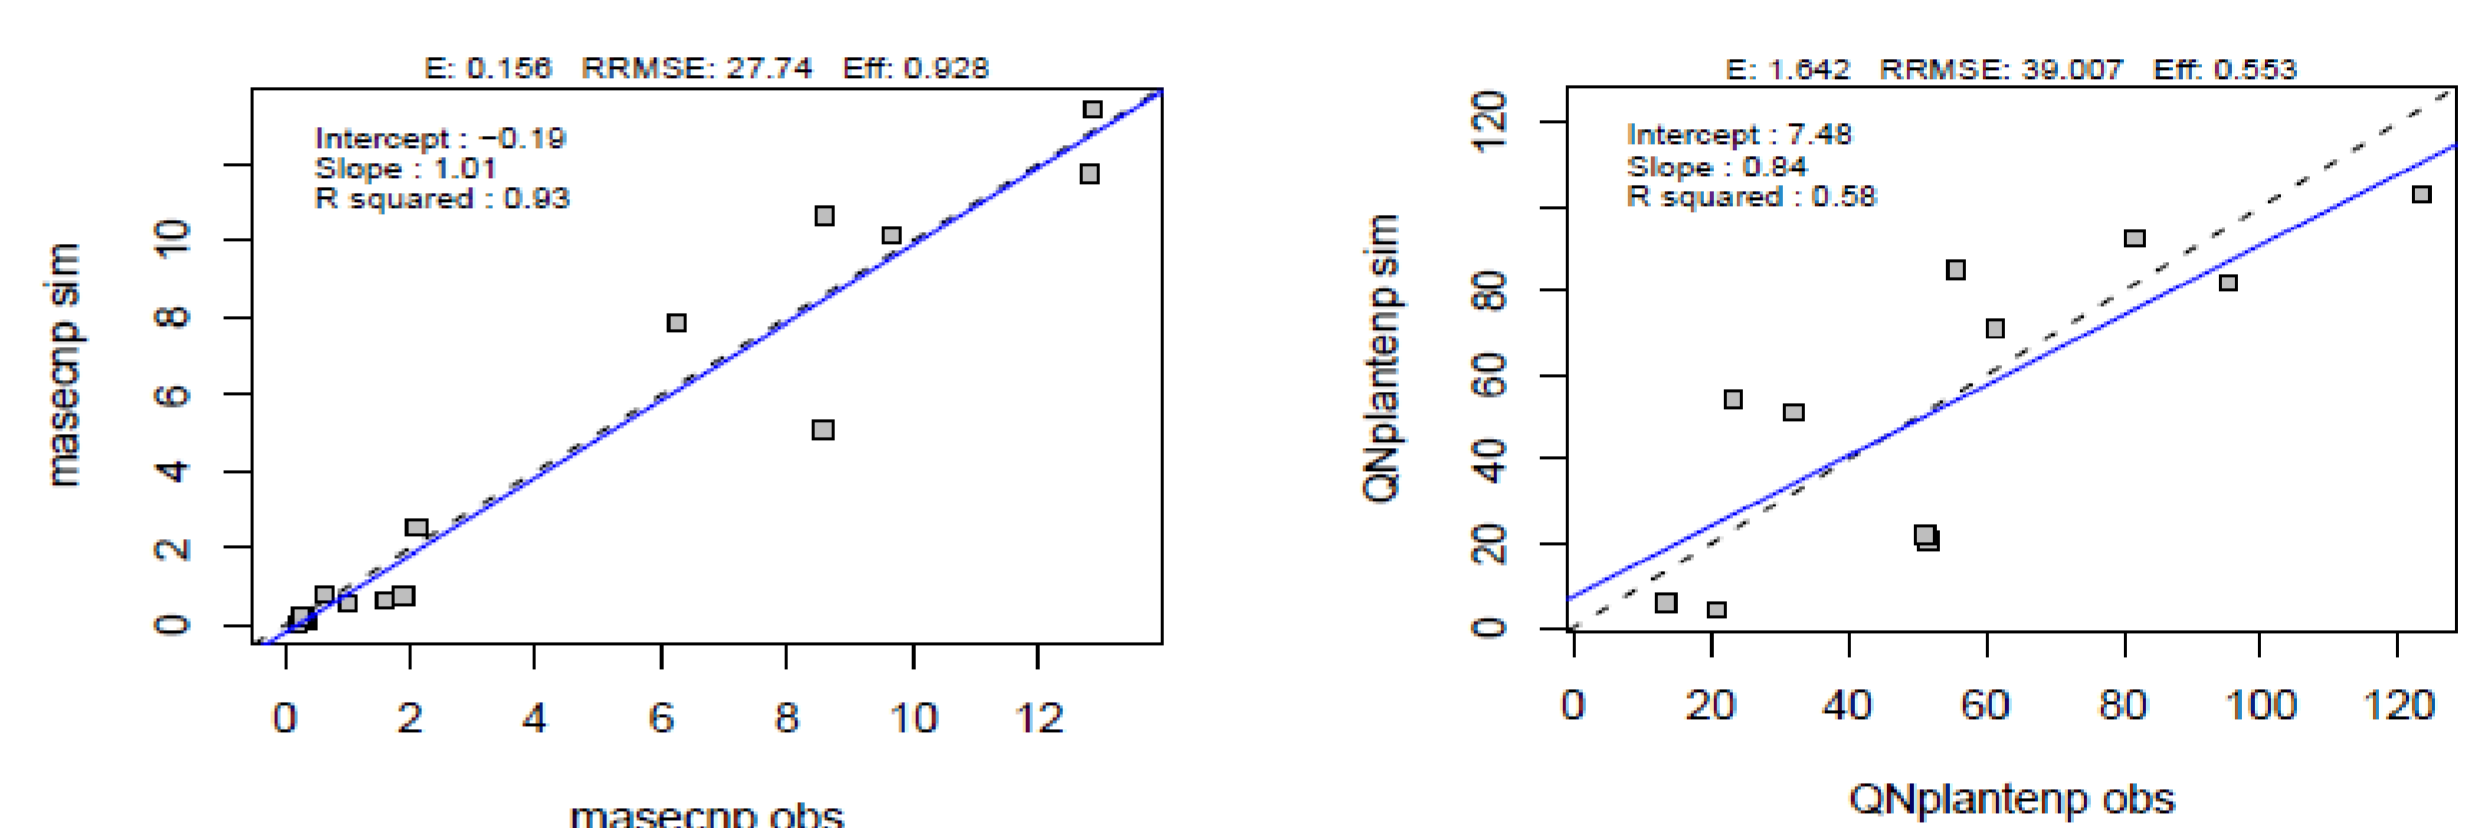 E: 0.156 RRMSE: 27.74 Eff: 0.928
Intercept : −0.19
Slope : 1.01
R squared : 0.93
masecnp sim
10
8
6
4
2
0
0 2 4 6 8 10 12
masecnp obs
E: 1.642 RRMSE: 39.007 Eff: 0.553
Intercept : 7.48
Slope : 0.84
R squared : 0.58
QNplantenp sim
120
80
60
40
20
0
0 20 40 60 80 100 120
QNplantenp obs